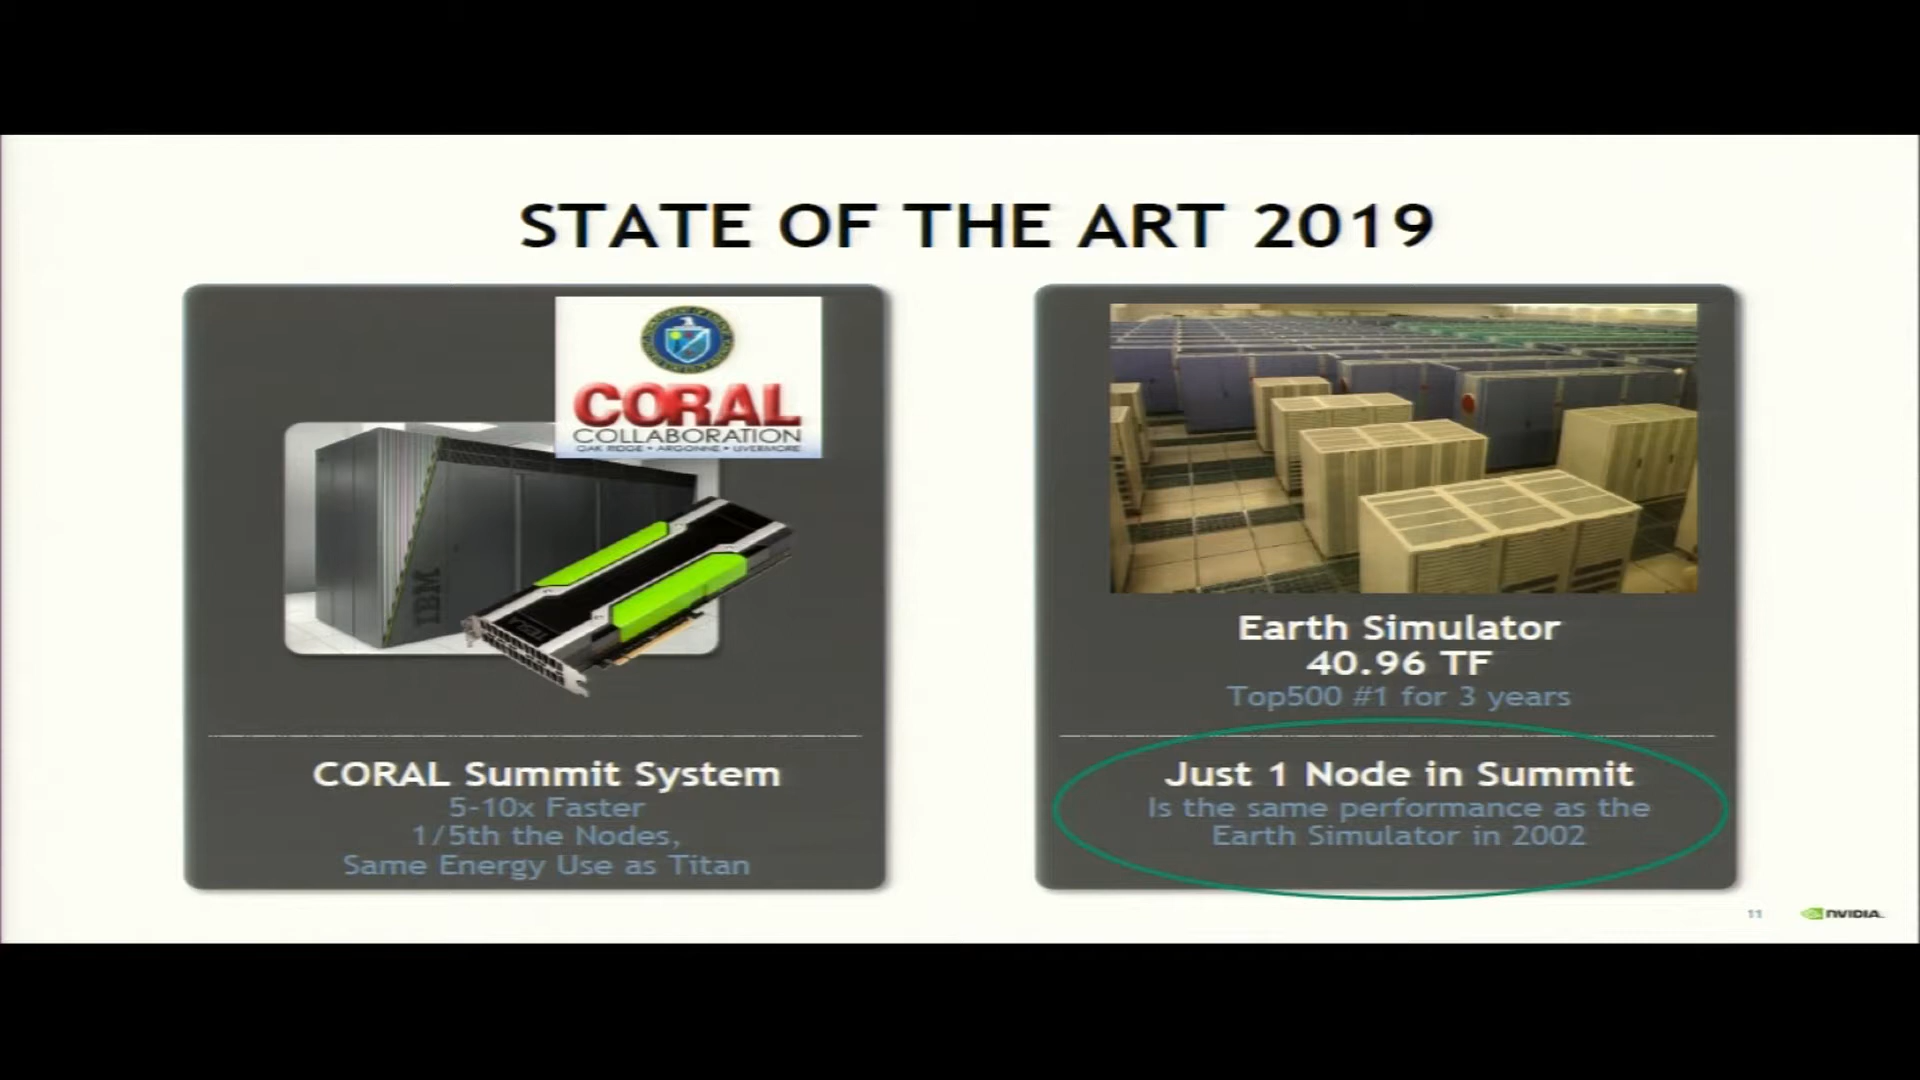 STATE OF THE ART 2019
CORAL
COLLABORATION
OAK RIDGE • ARGONNE • LIVERMORE
IBM
TESLA
CORAL Summit System
5-10x Faster
1/5th the Nodes,
Same Energy Use as Titan
Earth Simulator
40.96 TF
Top500 #1 for 3 years
Just 1 Node in Summit
Is the same performance as the
Earth Simulator in 2002
11
NVIDIA.